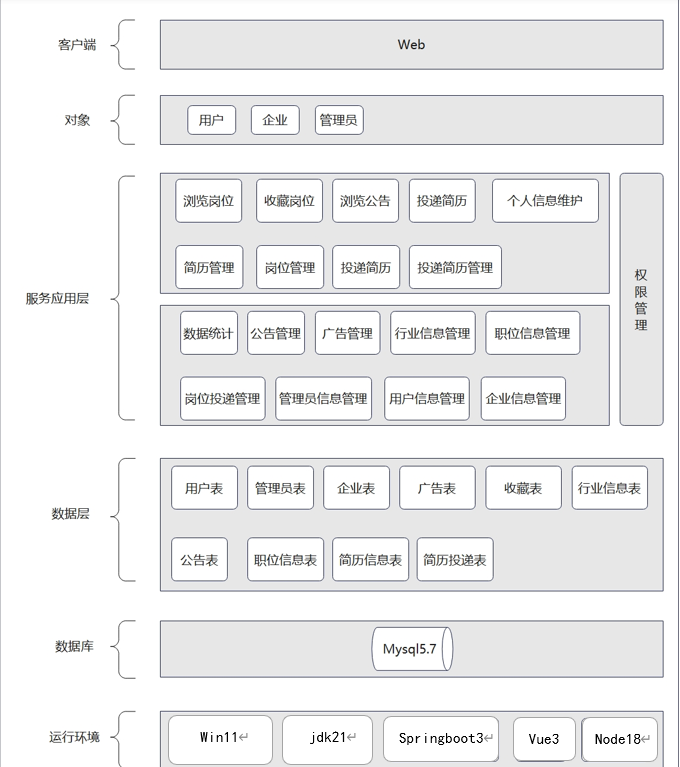 客户端
Web
对象
用户 企业 管理员
服务应用层
浏览岗位 收藏岗位 浏览公告 投递简历 个人信息维护
简历管理 岗位管理 投递简历 投递简历管理
数据统计 公告管理 广告管理 行业信息管理 职位信息管理
岗位投递管理 管理员信息管理 用户信息管理 企业信息管理
权
限
管
理
数据层
用户表 管理员表 企业表 广告表 收藏表 行业信息表
公告表 职位信息表 简历信息表 简历投递表
数据库
Mysql5.7
运行环境
Win11↵ jdk21↵ Springboot3↵ Vue3 Node18↵